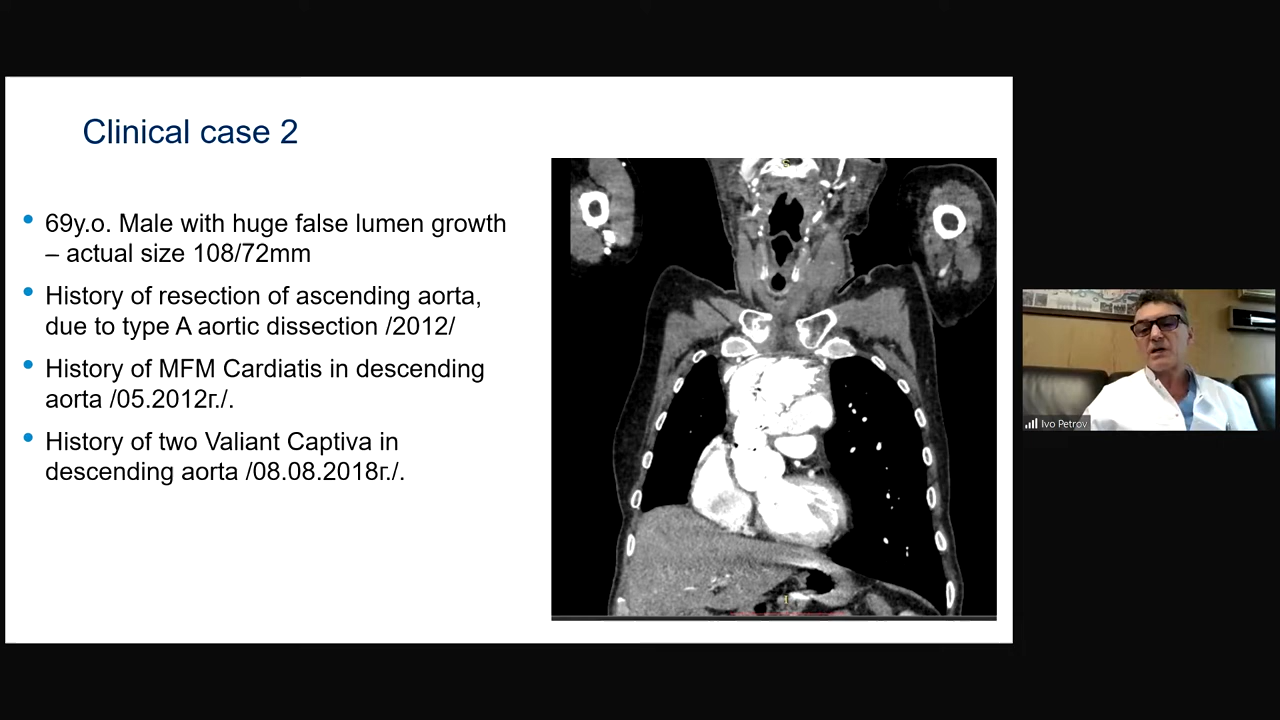 Clinical case 2
• 69y.o. Male with huge false lumen growth
– actual size 108/72mm
• History of resection of ascending aorta,
due to type A aortic dissection /2012/
• History of MFM Cardiatis in descending
aorta /05.2012г./.
• History of two Valiant Captiva in
descending aorta /08.08.2018г./.
S
I
Ivo Petrov